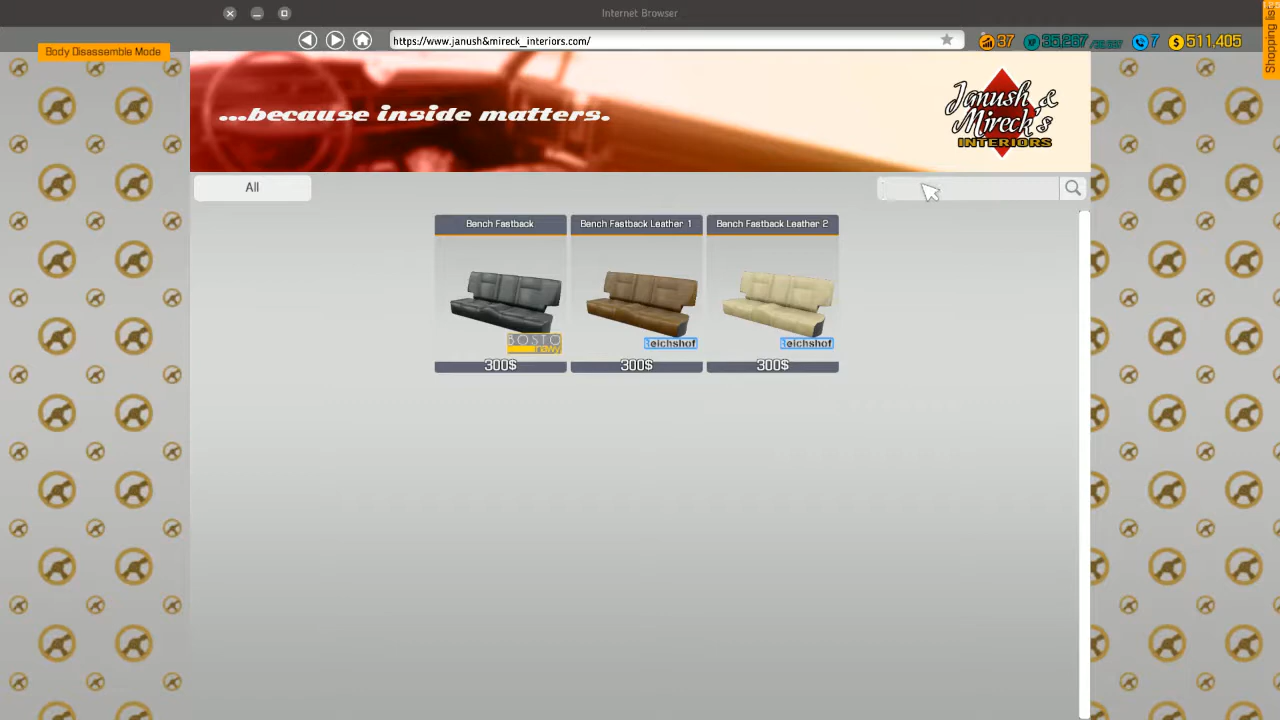 Internet Browser
Body Disassemble Mode
https://www.janush&mireck_interiors.com/
37
7
511,405
Shopping list
...because inside matters.
Janush &
Mireck's
INTERIORS
All
Bench Fastback
Bench Fastback Leather 1
Bench Fastback Leather 2
BOSTO
nawy
Reichshof
Reichshof
300$
300$
300$